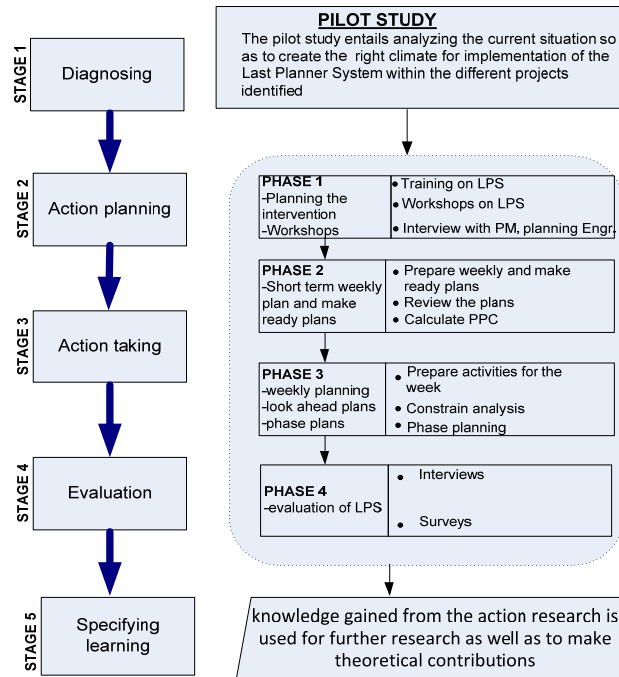 STAGE 1
Diagnosing
STAGE 2
Action planning
STAGE 3
Action taking
STAGE 4
Evaluation
STAGE 5
Specifying
learning
PILOT STUDY
The pilot study entails analyzing the current situation so
as to create the right climate for implementation of the
Last Planner System within the different projects
identified
PHASE 1
-Planning the
intervention
-Workshops
• Training on LPS
• Workshops on LPS
• Interview with PM, planning Engr.
PHASE 2
-Short term weekly
plan and make
ready plans
• Prepare weekly and make
ready plans
• Review the plans
• Calculate PPC
PHASE 3
-weekly planning
-look ahead plans
-phase plans
• Prepare activities for the
week
• Constrain analysis
• Phase planning
PHASE 4
-evaluation of LPS
• Interviews
• Surveys
knowledge gained from the action research is
used for further research as well as to make
theoretical contributions